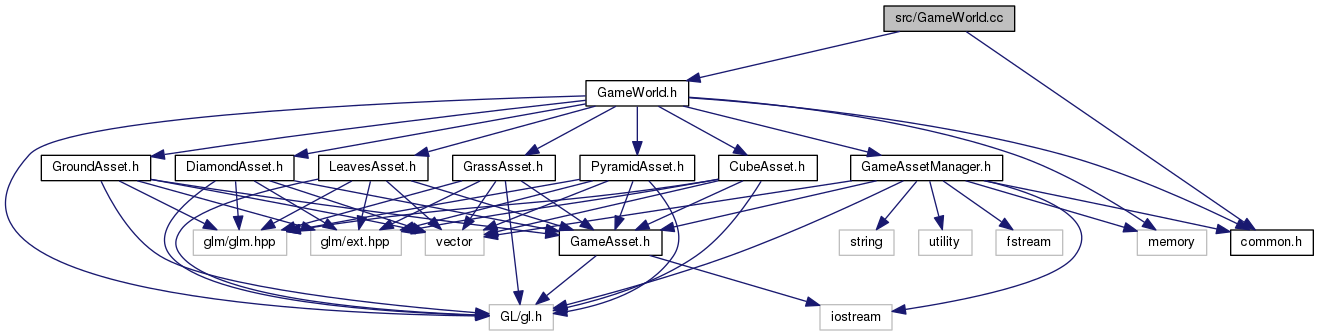 src/GameWorld.cc
GameWorld.h
GroundAsset.h
DiamondAsset.h
LeavesAsset.h
GrassAsset.h
PyramidAsset.h
CubeAsset.h
GameAssetManager.h
glm/glm.hpp
glm/ext.hpp
vector
GameAsset.h
string
utility
fstream
memory
common.h
GL/gl.h
iostream